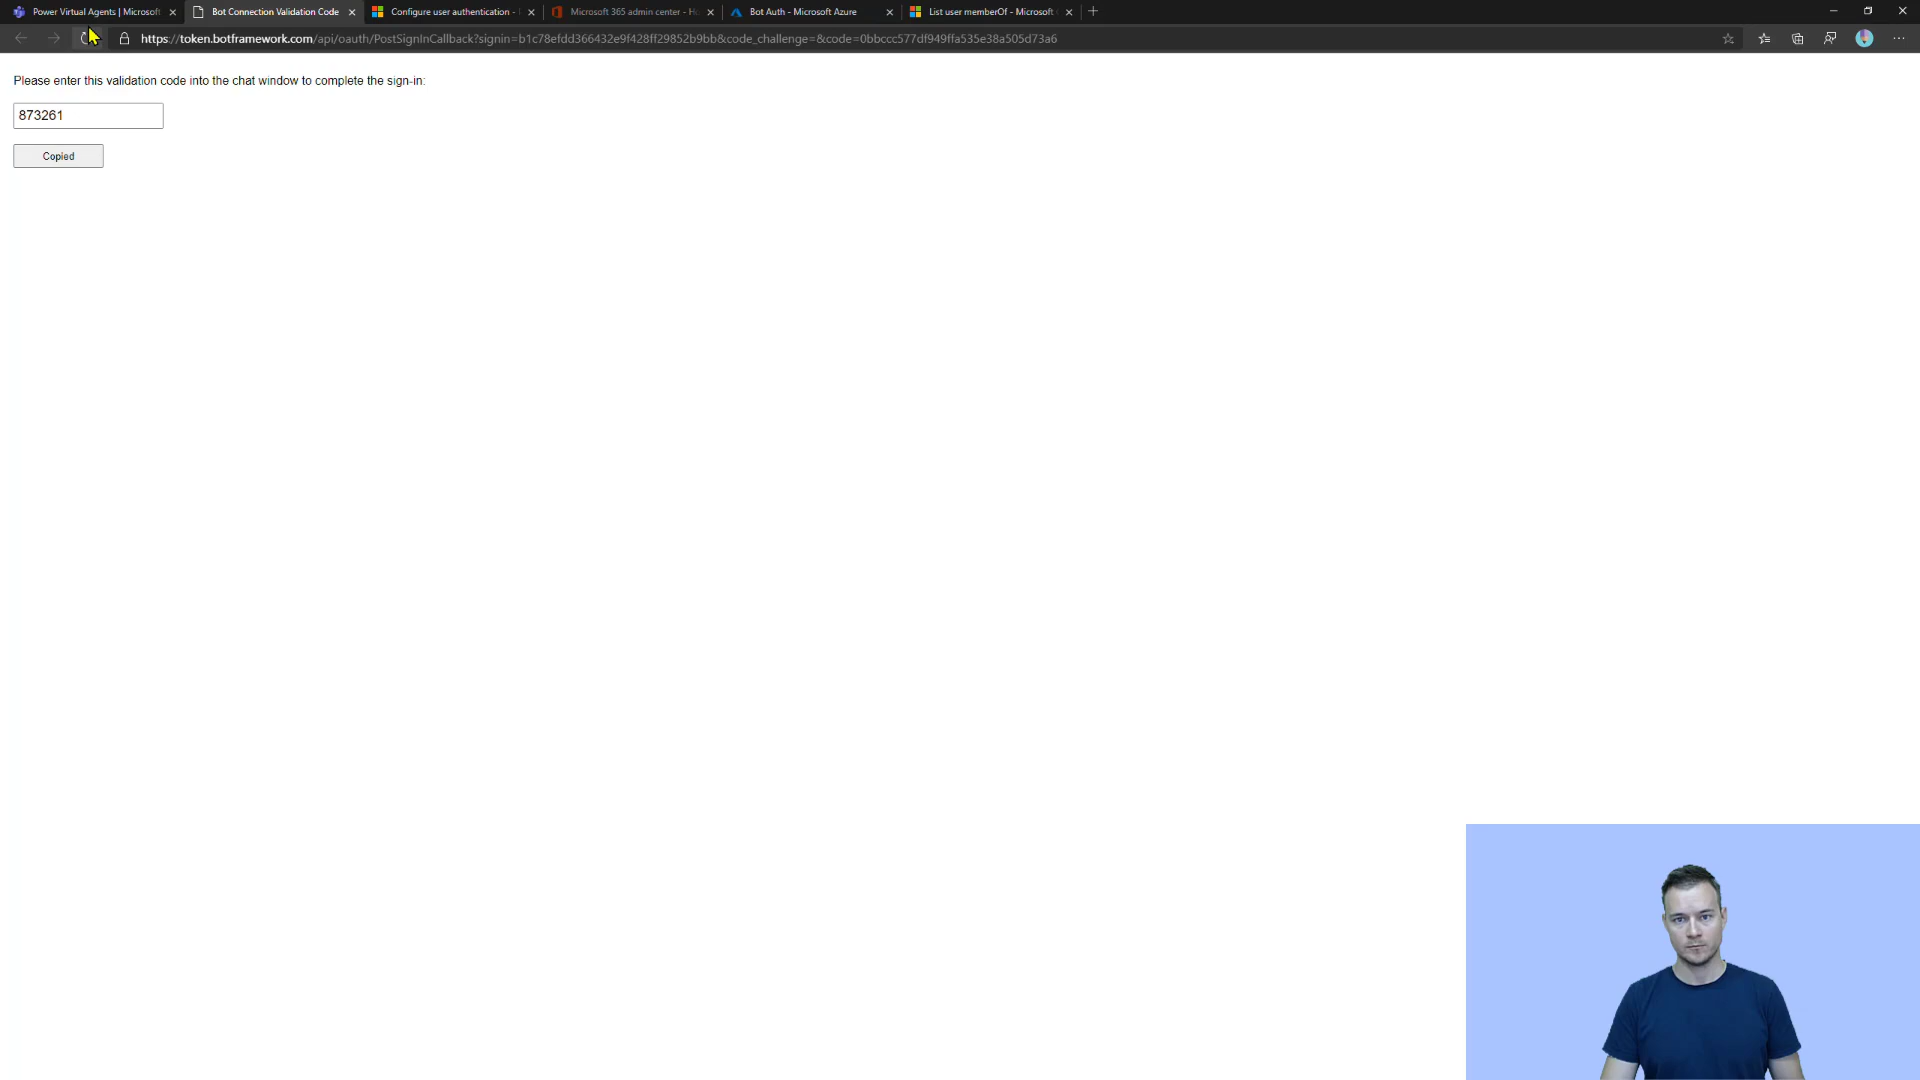 Power Virtual Agents | Microsoft
Bot Connection Validation Code
Configure user authentication -
Microsoft 365 admin center - H
Bot Auth - Microsoft Azure
List user memberOf - Microsoft
https://token.botframework.com/api/oauth/PostSignInCallback?signin=b1c78efdd366432e9f428ff29852b9bb&code_challenge=&code=0bbccc577df949ffa535e38a505d73a6
Please enter this validation code into the chat window to complete the sign-in:
873261
Copied